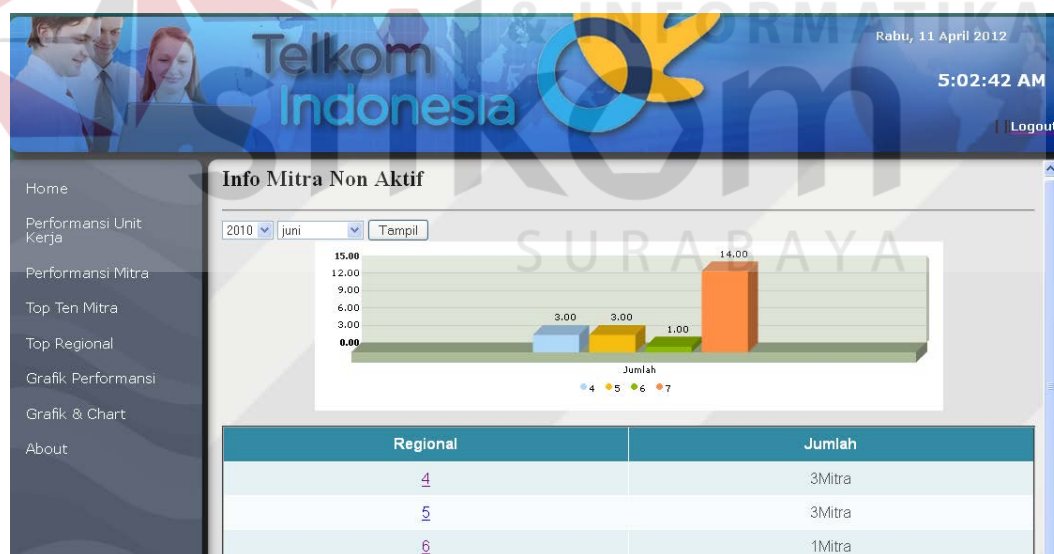 & INFORMATIKA
Telkom
Indonesia
Rabu, 11 April 2012
5:02:42 AM
| |Logout
stikom
SURABAYA
Home
Performansi Unit
Kerja
Performansi Mitra
Top Ten Mitra
Top Regional
Grafik Performansi
Grafik & Chart
About
Info Mitra Non Aktif
2010 juni Tampil
15.00
12.00
9.00
6.00
3.00
0.00
3.00 3.00 1.00 14.00
Jumlah
4 5 6 7
Regional Jumlah
4 3Mitra
5 3Mitra
6 1Mitra